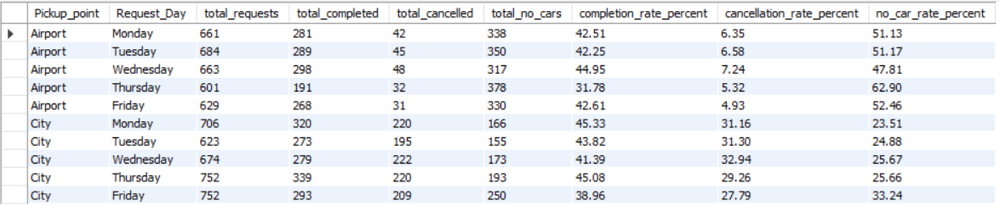 Pickup_point Request_Day total_requests total_completed total_cancelled total_no_cars completion_rate_percent cancellation_rate_percent no_car_rate_percent
Airport Monday 661 281 42 338 42.51 6.35 51.13
Airport Tuesday 684 289 45 350 42.25 6.58 51.17
Airport Wednesday 663 298 48 317 44.95 7.24 47.81
Airport Thursday 601 191 32 378 31.78 5.32 62.90
Airport Friday 629 268 31 330 42.61 4.93 52.46
City Monday 706 320 220 166 45.33 31.16 23.51
City Tuesday 623 273 195 155 43.82 31.30 24.88
City Wednesday 674 279 222 173 41.39 32.94 25.67
City Thursday 752 339 220 193 45.08 29.26 25.66
City Friday 752 293 209 250 38.96 27.79 33.24